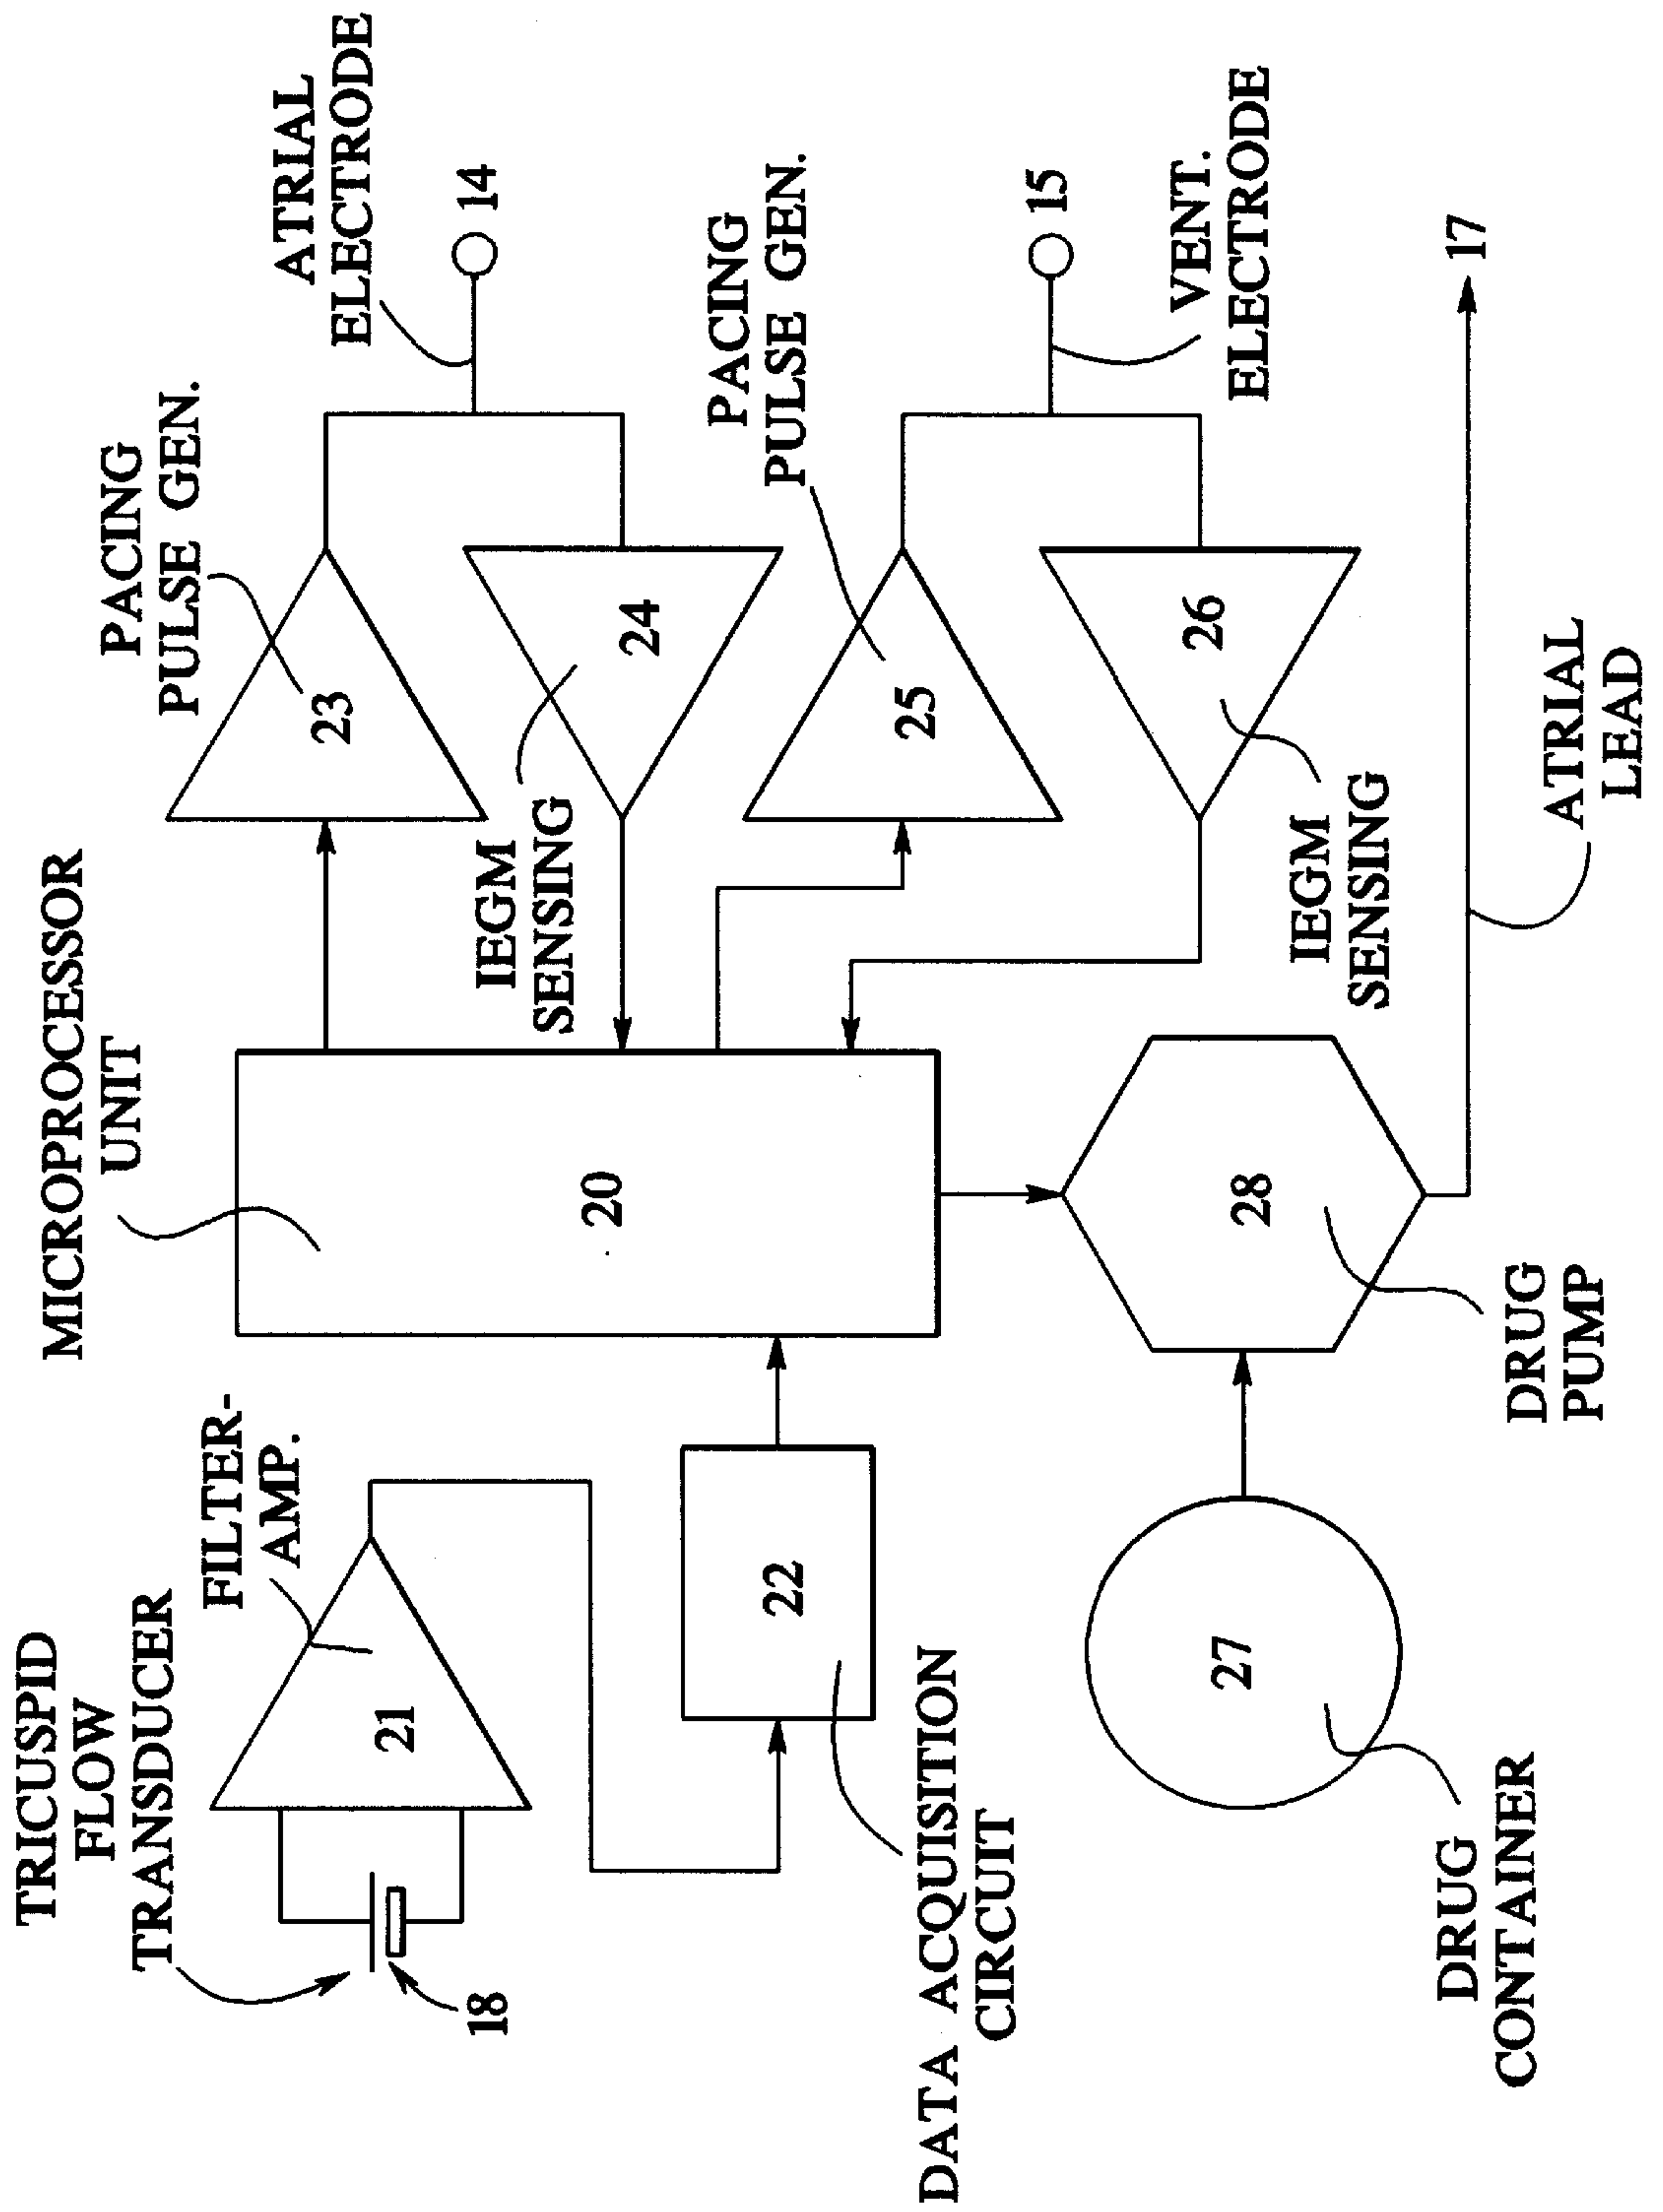 TRICUSPID
FLOW
TRANSDUCER
18
FILTER-
AMP.
21
DATA ACQUISITION
CIRCUIT
22
MICROPROCESSOR
UNIT
20
PACING
PULSE GEN.
23
ATRIAL
ELECTRODE
14
IEGM
SENSING
24
PACING
PULSE GEN.
25
15
VENT.
ELECTRODE
IEGM
SENSING
26
DRUG
CONTAINER
27
DRUG
PUMP
28
ATRIAL
LEAD
17